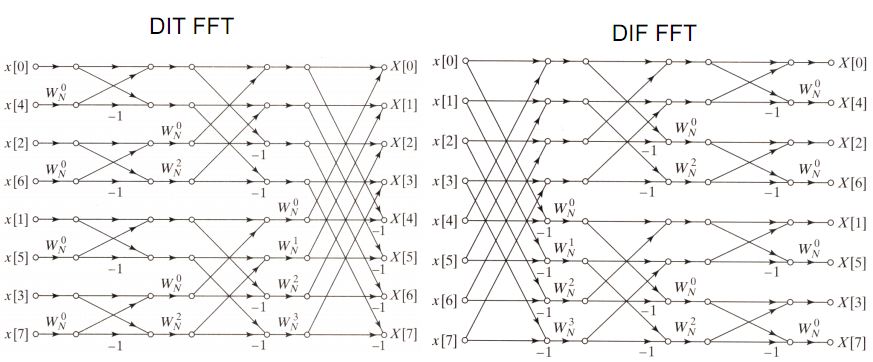 DIT FFT
x[0] X[0]
x[4] W_N^0 -1 X[1]
x[2] W_N^0 X[2]
x[6] W_N^0 -1 W_N^2 -1 -1 X[3]
x[1] W_N^0 X[4]
x[5] W_N^0 -1 W_N^1 -1 X[5]
x[3] W_N^0 W_N^2 -1 -1 X[6]
x[7] W_N^0 -1 W_N^2 -1 W_N^3 -1 X[7]
DIF FFT
x[0] X[0]
x[1] W_N^0 -1 X[4]
x[2] W_N^0 -1 X[2]
x[3] W_N^2 -1 W_N^0 -1 X[6]
x[4] W_N^0 -1 X[1]
x[5] W_N^1 -1 W_N^0 -1 X[5]
x[6] W_N^2 -1 W_N^0 -1 X[3]
x[7] W_N^3 -1 W_N^2 -1 W_N^0 -1 X[7]